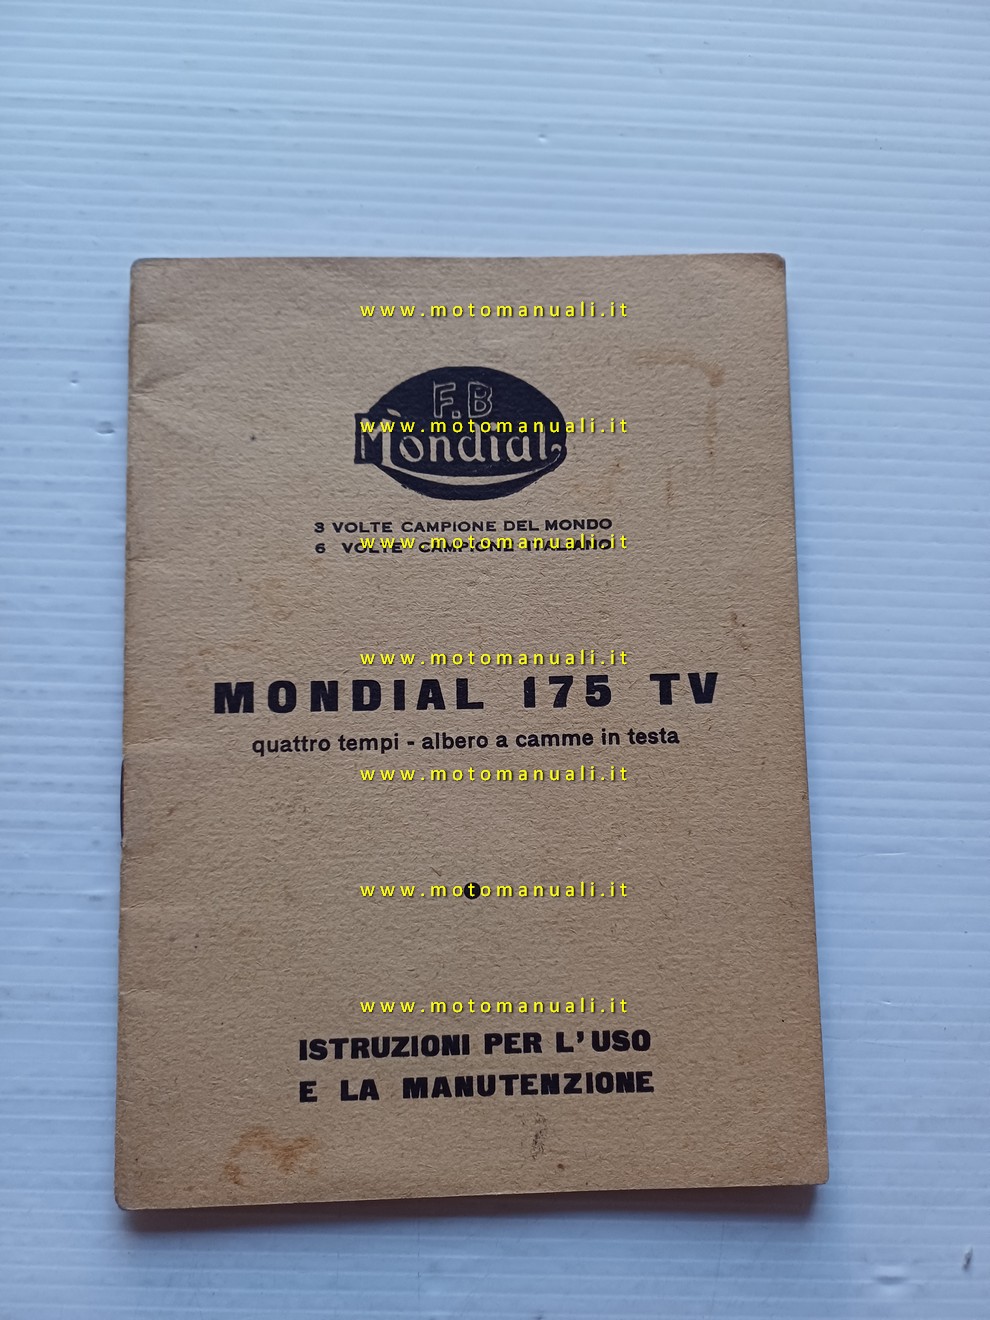 www.motomanuali.it
F.B
www.motomanuali.it
Mondial
3 VOLTE CAMPIONE DEL MONDO
www.motomanuali.it
6 VOLTE CAMPIONE ITALIANO
www.motomanuali.it
MONDIAL 175 TV
quattro tempi - albero a camme in testa
www.motomanuali.it
www.motomanuali.it
www.motomanuali.it
ISTRUZIONI PER L'USO
E LA MANUTENZIONE